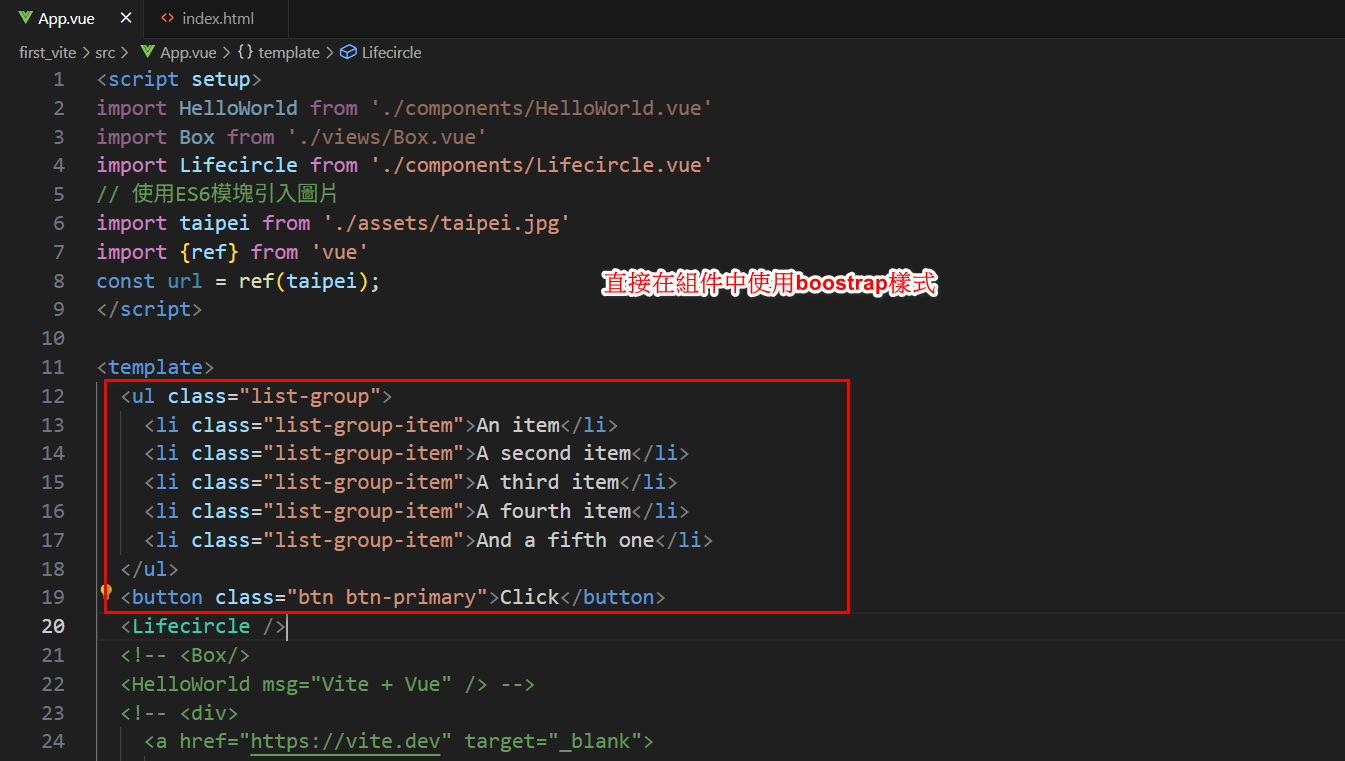 App.vue × <> index.html
first_vite > src > App.vue > {} template > Lifecircle
1 <script setup>
2 import HelloWorld from './components/HelloWorld.vue'
3 import Box from './views/Box.vue'
4 import Lifecircle from './components/Lifecircle.vue'
5 // 使用ES6模塊引入圖片
6 import taipei from './assets/taipei.jpg'
7 import {ref} from 'vue'
8 const url = ref(taipei);
直接在組件中使用boostrap樣式
9 </script>
10
11 <template>
12 <ul class="list-group">
13 <li class="list-group-item">An item</li>
14 <li class="list-group-item">A second item</li>
15 <li class="list-group-item">A third item</li>
16 <li class="list-group-item">A fourth item</li>
17 <li class="list-group-item">And a fifth one</li>
18 </ul>
19 <button class="btn btn-primary">Click</button>
20 <Lifecircle />
21 <!-- <Box/>
22 <HelloWorld msg="Vite + Vue" /> -->
23 <!-- <div>
24 <a href="https://vite.dev" target="_blank">